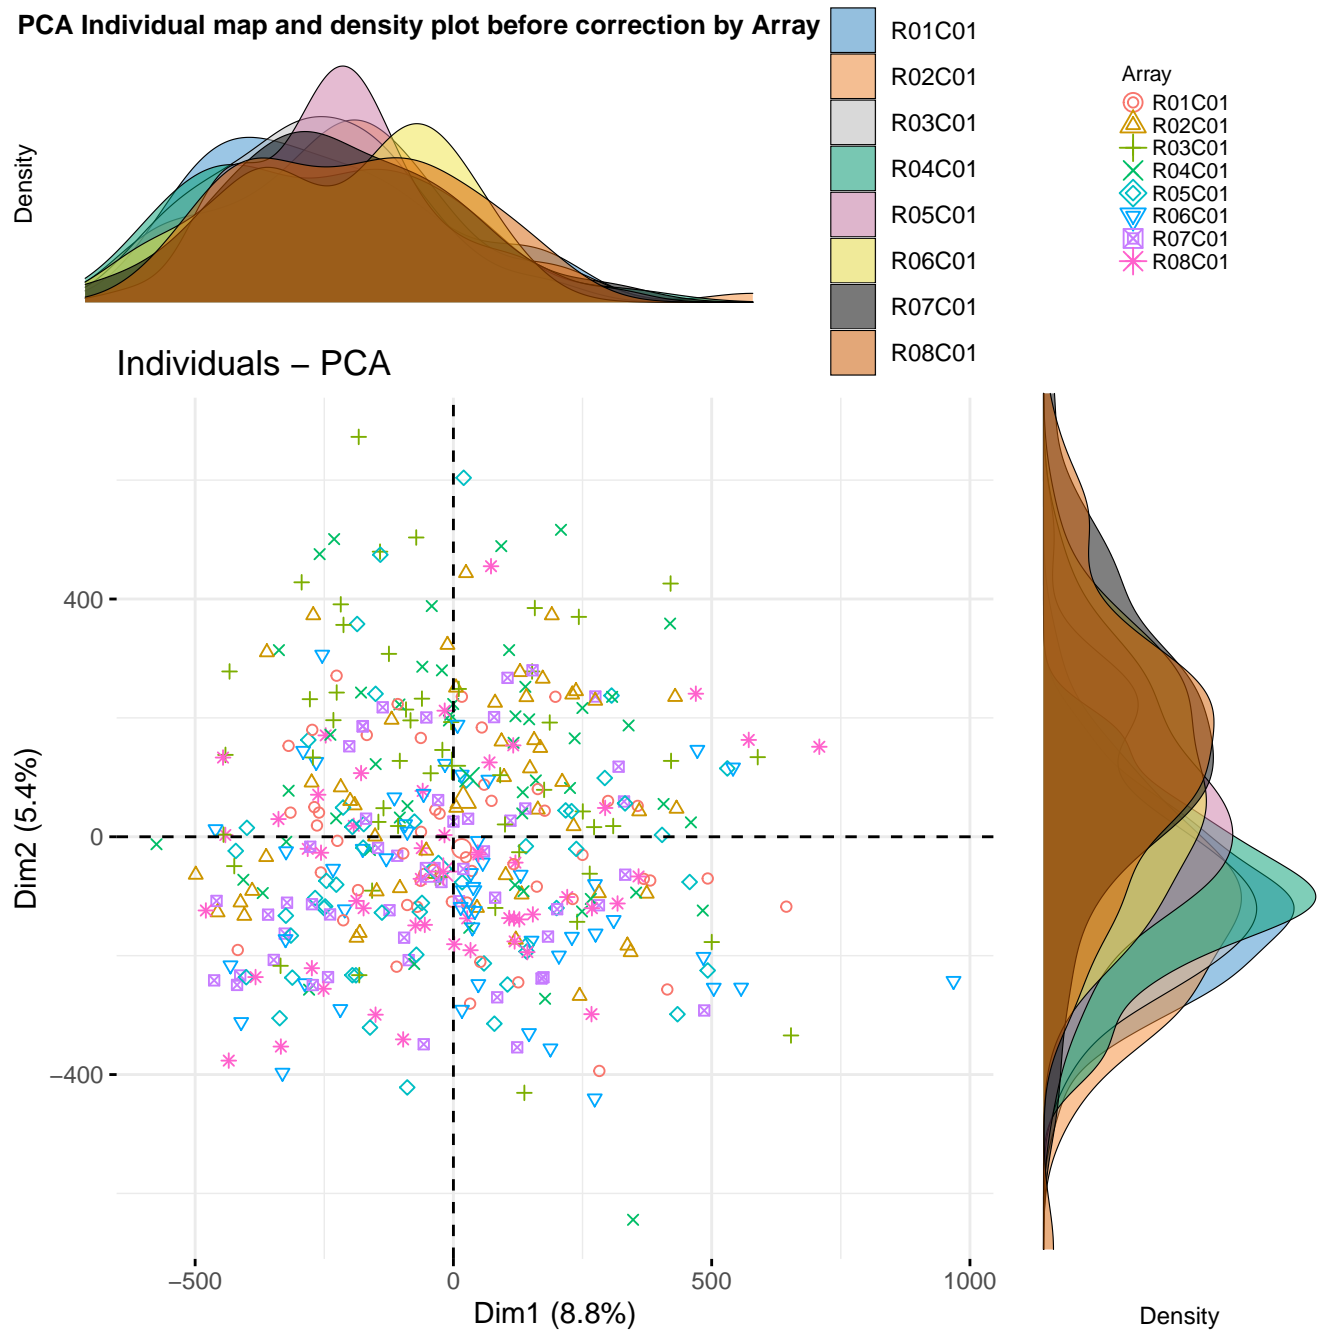 PCA Individual map and density plot before correction by Array
R01C01
R02C01
R03C01
R04C01
R05C01
R06C01
R07C01
R08C01
Array
R01C01
R02C01
R03C01
R04C01
R05C01
R06C01
R07C01
R08C01
Density
Individuals – PCA
400
0
−400
Dim2 (5.4%)
−500
0
500
1000
Dim1 (8.8%)
Density